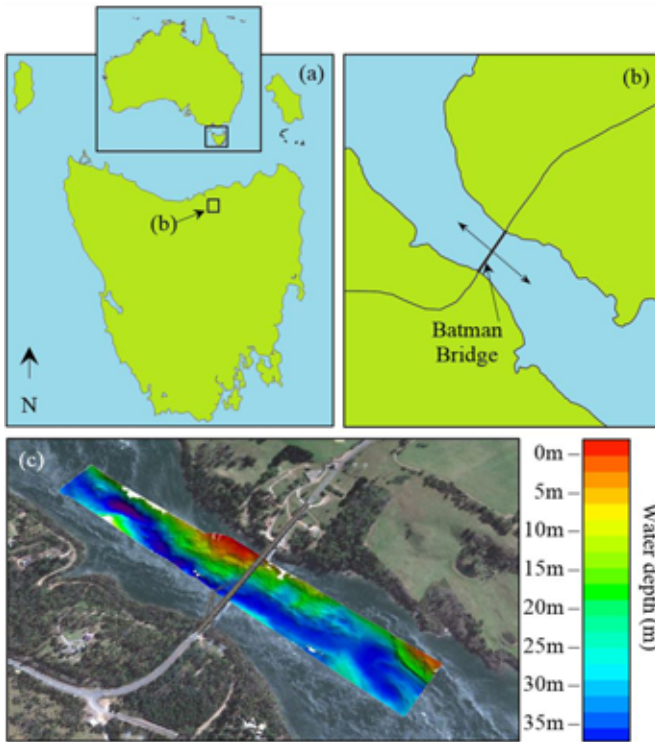 (a)
(b)
N
(b)
Batman
Bridge
(c)
0m
5m
10m
15m
20m
25m
30m
35m
Water depth (m)